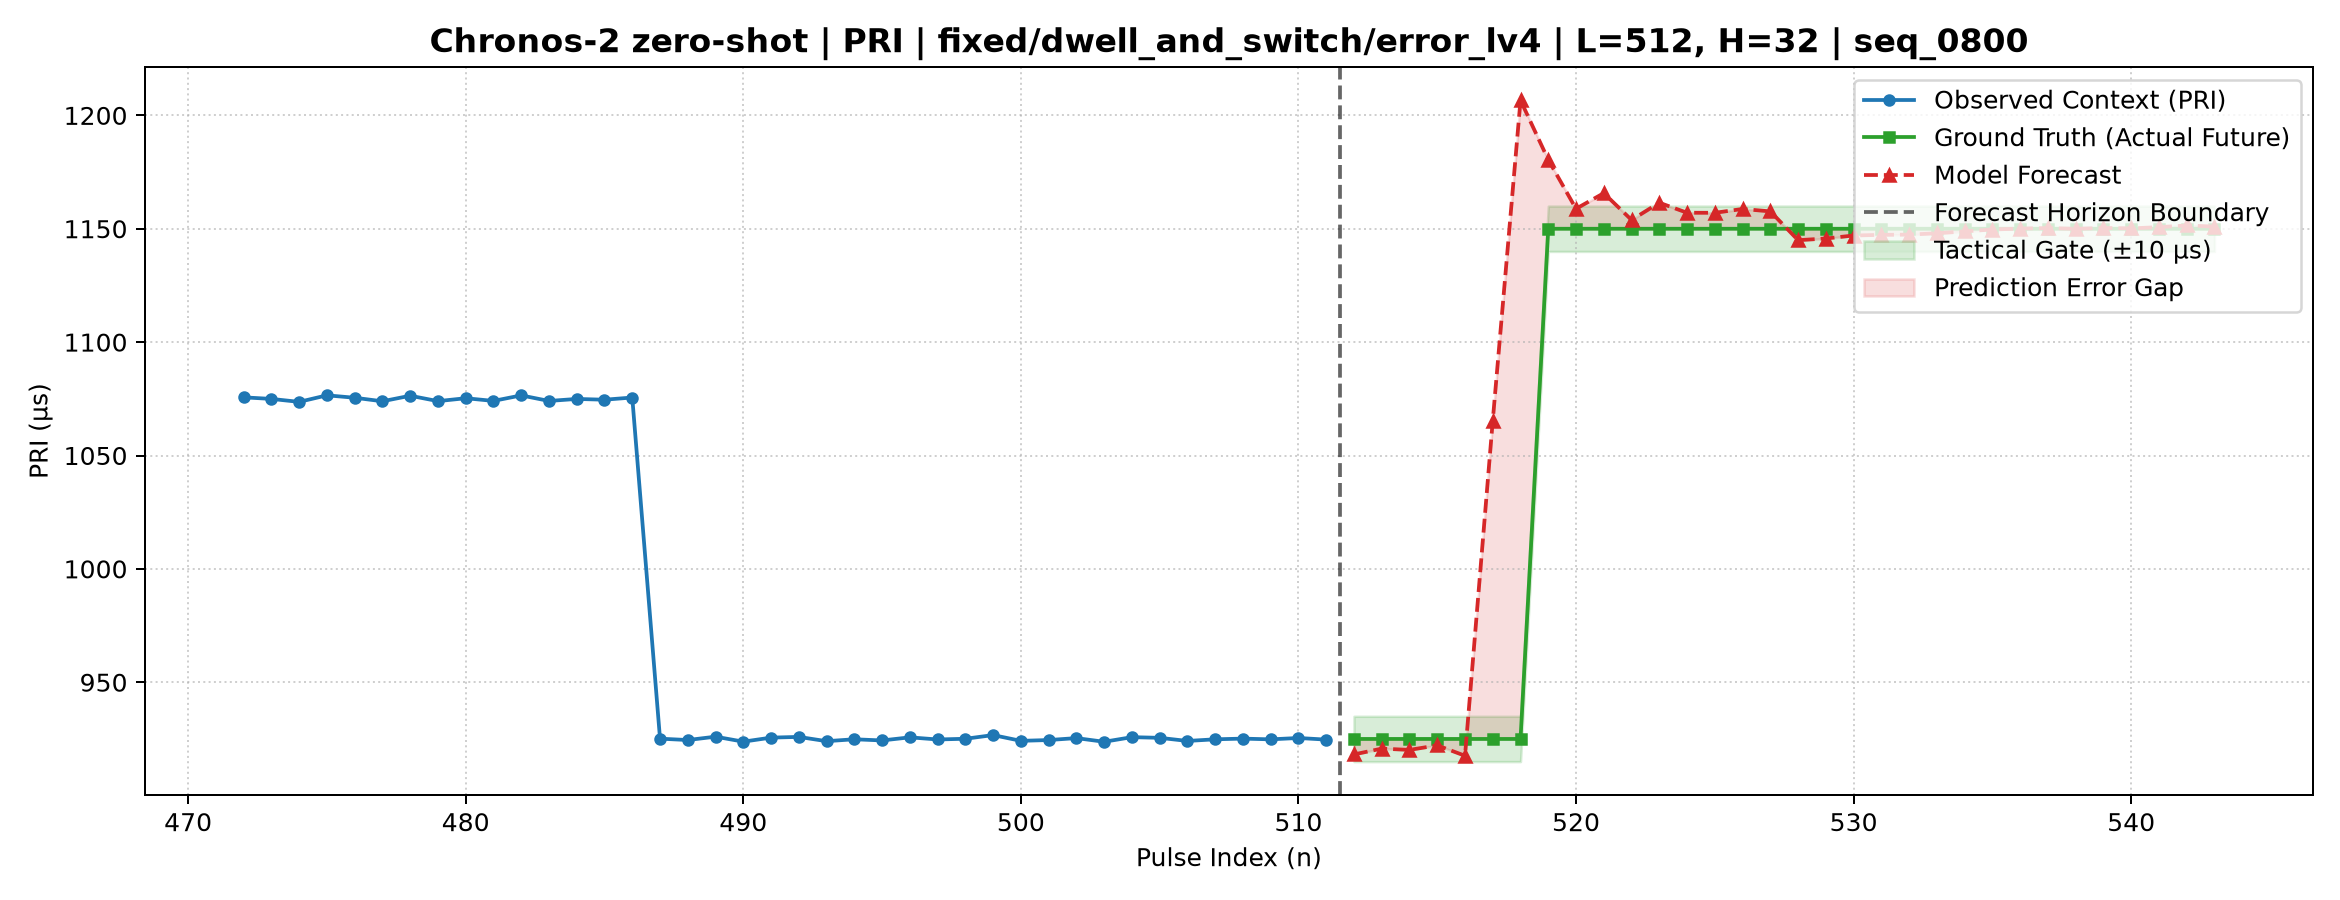 Chronos-2 zero-shot | PRI | fixed/dwell_and_switch/error_lv4 | L=512, H=32 | seq_0800
PRI (µs)
1200
1150
1100
1050
1000
950
Observed Context (PRI)
Ground Truth (Actual Future)
Model Forecast
Forecast Horizon Boundary
Tactical Gate (±10 µs)
Prediction Error Gap
470
480
490
500
510
520
530
540
Pulse Index (n)